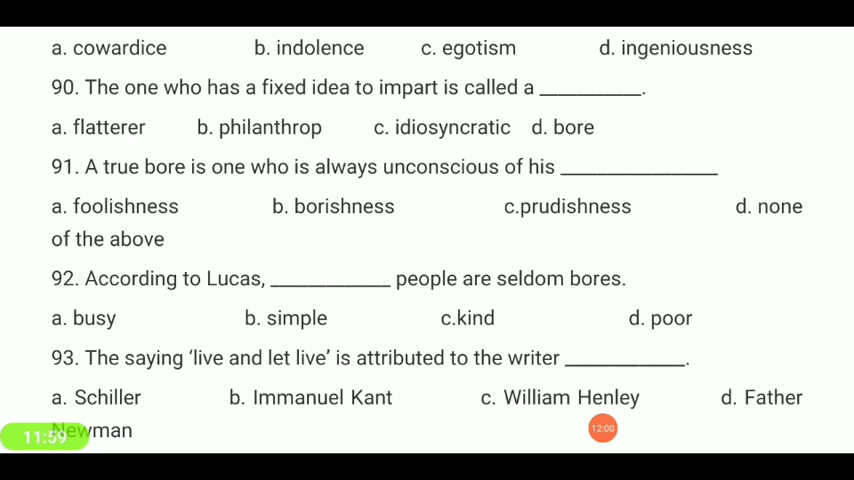 a. cowardice b. indolence c. egotism d. ingeniousness
90. The one who has a fixed idea to impart is called a __________.
a. flatterer b. philanthrop c. idiosyncratic d. bore
91. A true bore is one who is always unconscious of his _______________
a. foolishness b. borishness c.prudishness d. none
of the above
92. According to Lucas, ___________ people are seldom bores.
a. busy b. simple c.kind d. poor
93. The saying ‘live and let live’ is attributed to the writer ___________.
a. Schiller b. Immanuel Kant c. William Henley d. Father
Newman
11:59
12:00